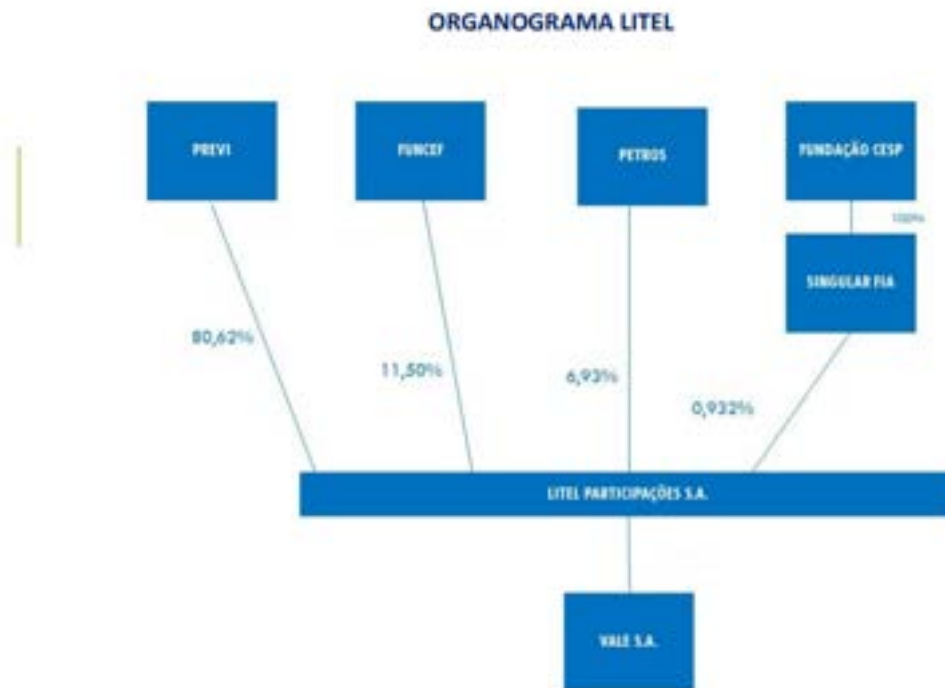 ORGANOGRAMA LITEL
PREVI
FUNCEF
PETROS
FUNDAÇÃO CESP
100%
SINGULAR FIA
80,62%
11,50%
6,93%
0,932%
LITEL PARTICIPAÇÕES S.A.
VALE S.A.